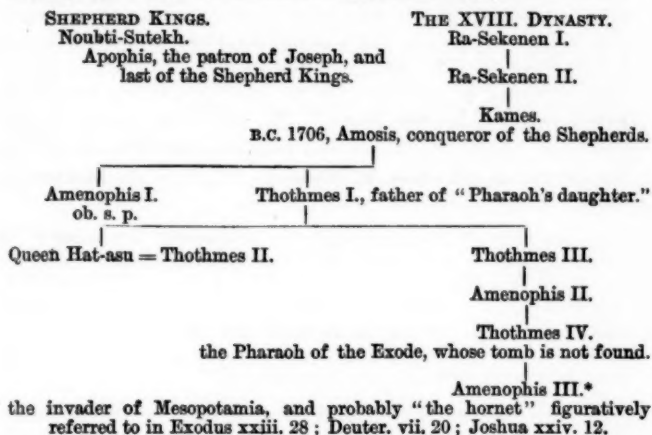 SHEPHERD KINGS. THE XVIII. DYNASTY.
Noubti-Sutekh. Ra-Sekenen I.
Apophis, the patron of Joseph, and
last of the Shepherd Kings. Ra-Sekenen II.
Kames.
B.C. 1706, Amosis, conqueror of the Shepherds.
Amenophis I. Thothmes I., father of "Pharaoh's daughter."
ob. s. p.
Queen Hat-asu = Thothmes II. Thothmes III.
Amenophis II.
Thothmes IV.
the Pharaoh of the Exode, whose tomb is not found.
Amenophis III.*
the invader of Mesopotamia, and probably "the hornet" figuratively
referred to in Exodus xxiii. 28; Deuter. vii. 20; Joshua xxiv. 12.